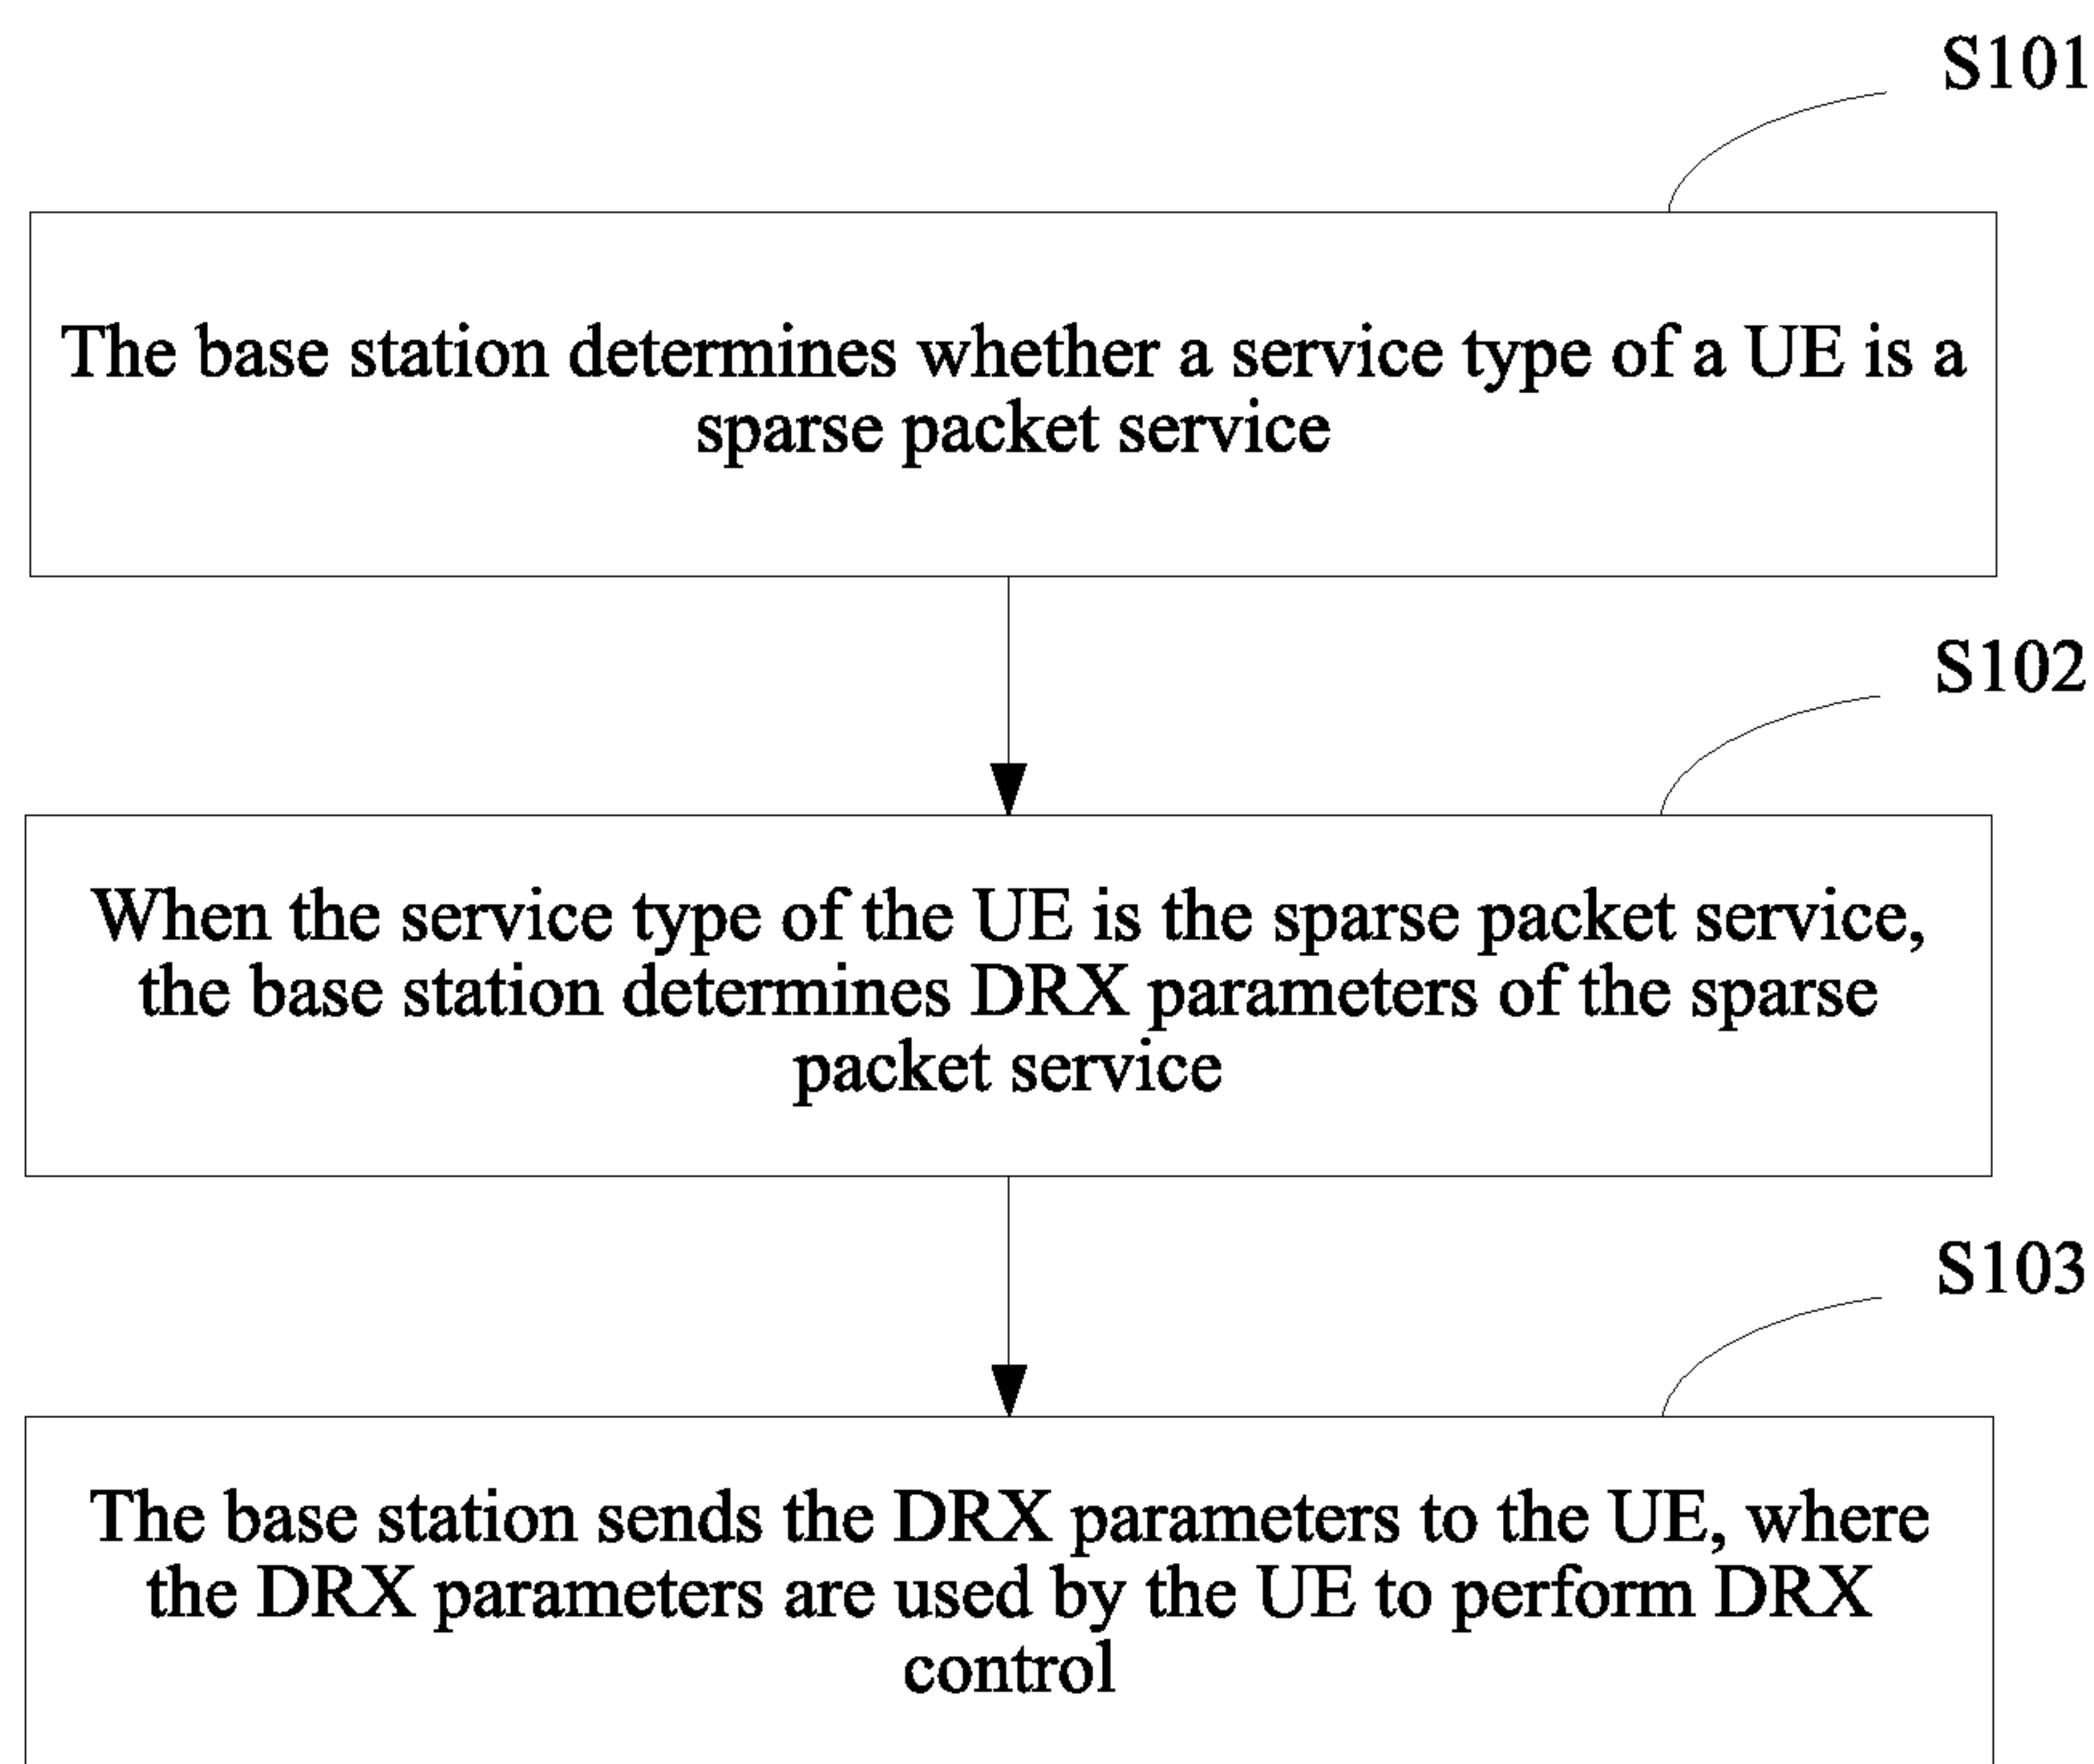 S101
The base station determines whether a service type of a UE is a
sparse packet service
S102
When the service type of the UE is the sparse packet service,
the base station determines DRX parameters of the sparse
packet service
S103
The base station sends the DRX parameters to the UE, where
the DRX parameters are used by the UE to perform DRX
control